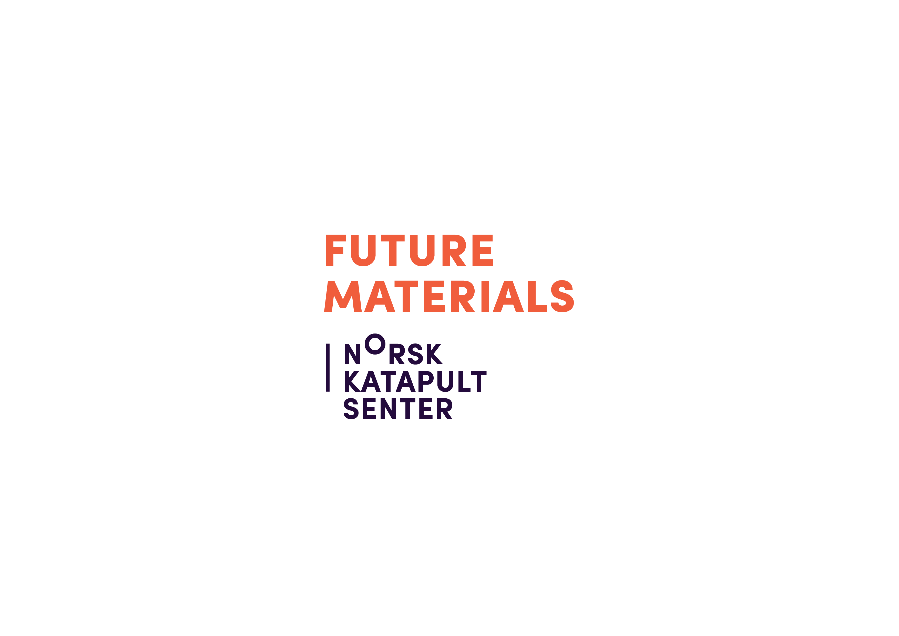 FUTURE
MATERIALS
NORSK
KATAPULT
SENTER